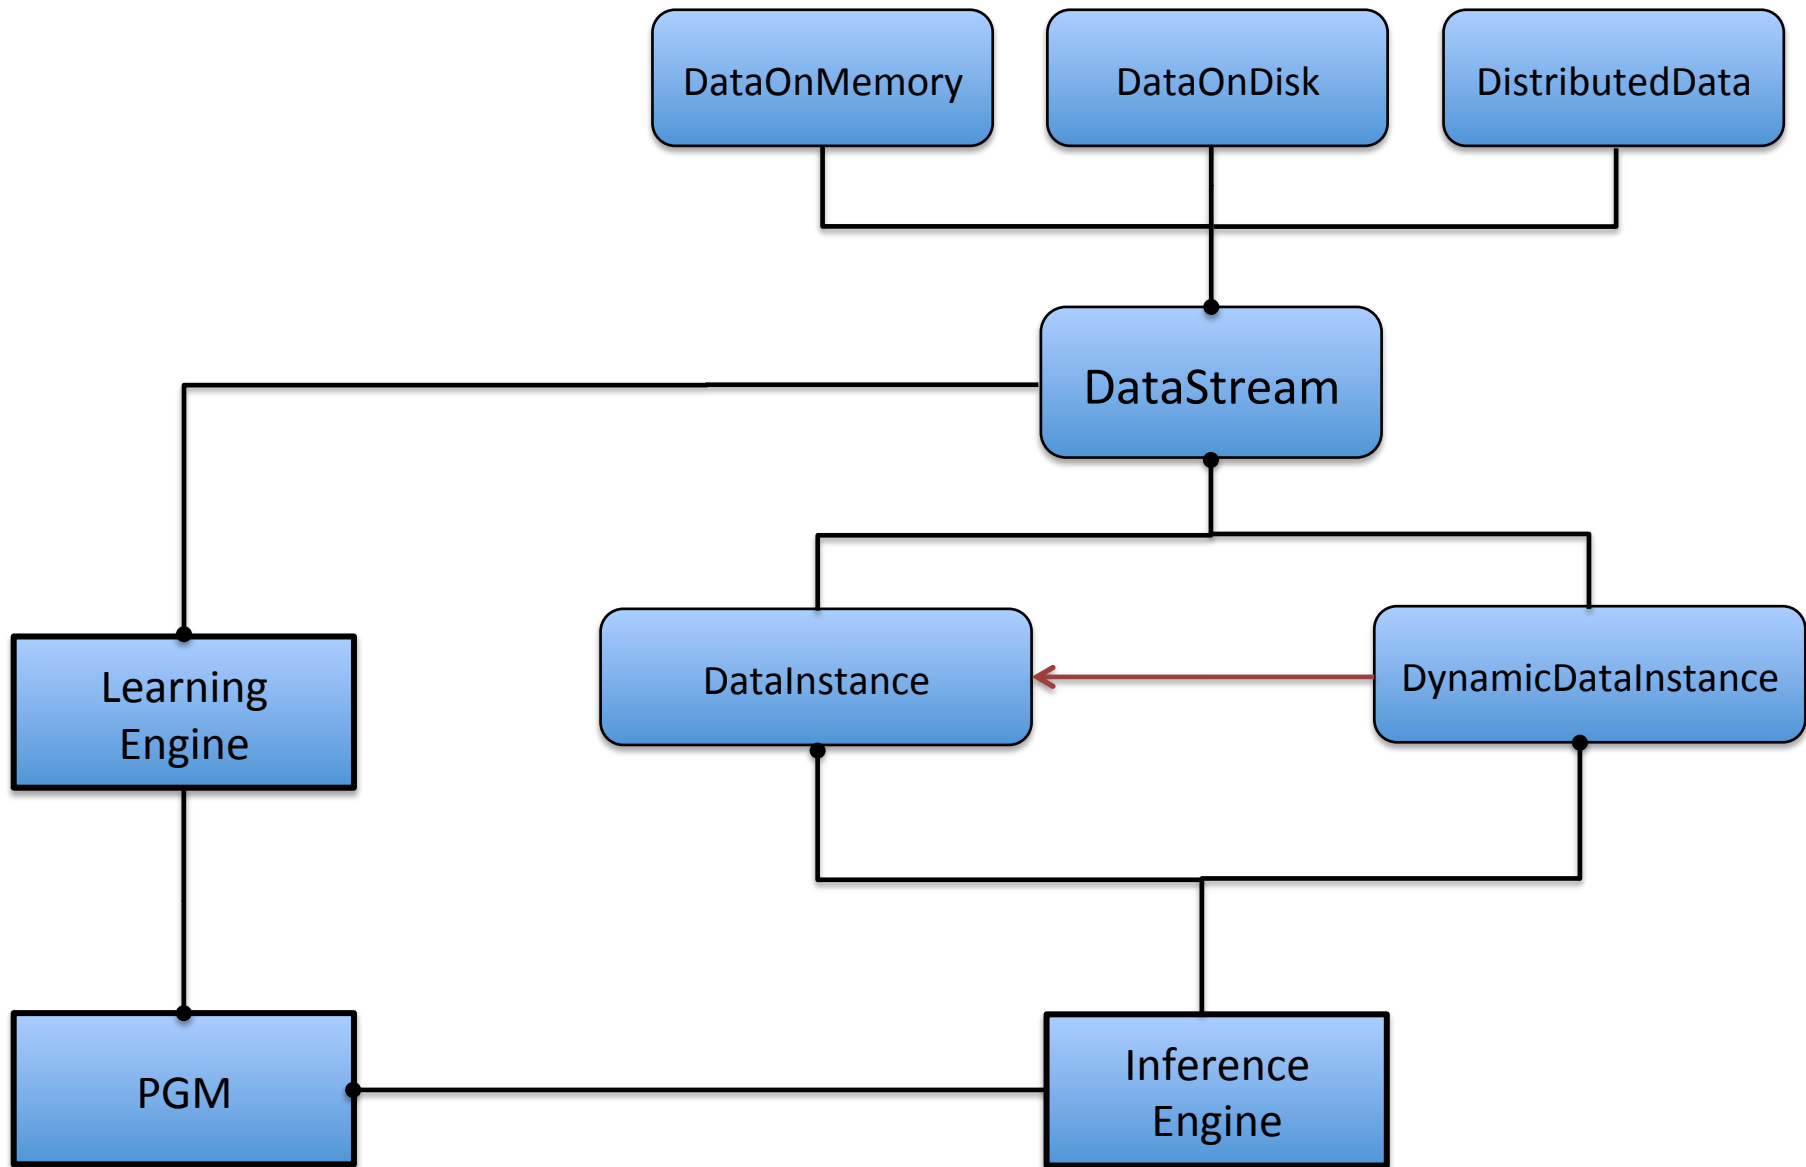 DataOnMemory
DataOnDisk
DistributedData
DataStream
Learning
Engine
DataInstance
DynamicDataInstance
PGM
Inference
Engine